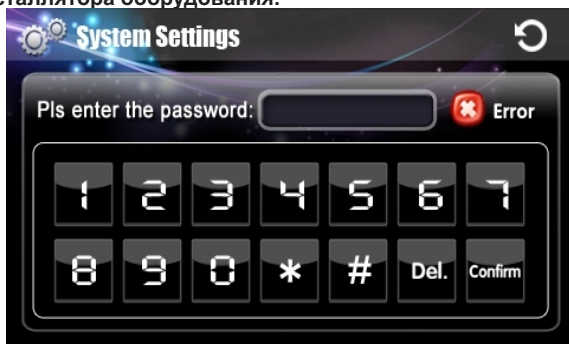 оборудования.
System Settings
Pls enter the password: Error
1 2 3 4 5 6 7
8 9 0 * # Del. Confirm